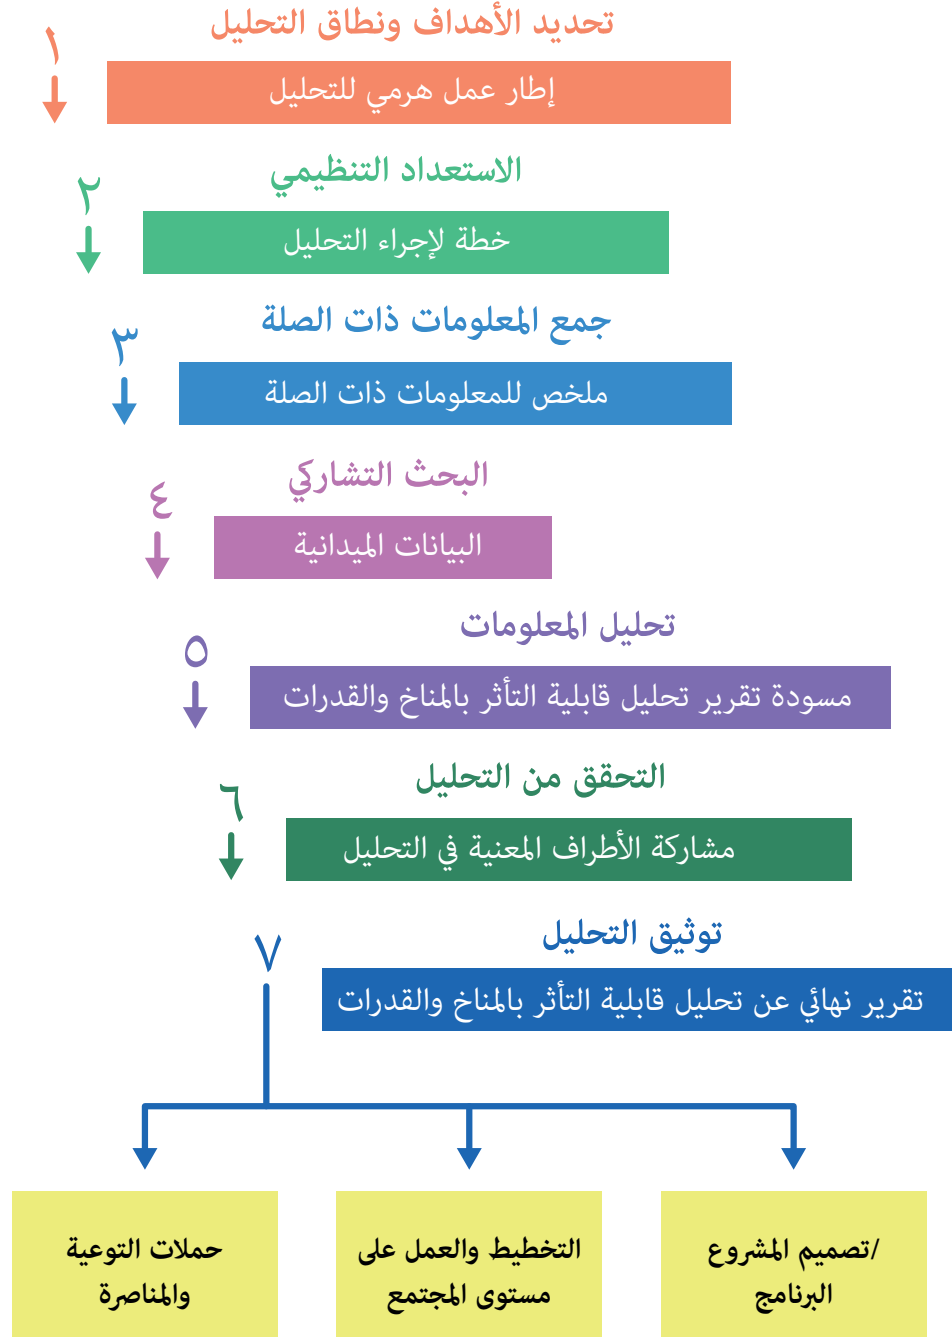 ١
تحديد الأهداف ونطاق التحليل
إطار عمل هرمي للتحليل
٢
الاستعداد التنظيمي
خطة لإجراء التحليل
٣
جمع المعلومات ذات الصلة
ملخص للمعلومات ذات الصلة
٤
البحث التشاركي
البيانات الميدانية
٥
تحليل المعلومات
مسودة تقرير تحليل قابلية التأثر بالمناخ والقدرات
٦
التحقق من التحليل
مشاركة الأطراف المعنية في التحليل
٧
توثيق التحليل
تقرير نهائي عن تحليل قابلية التأثر بالمناخ والقدرات
/تصميم المشروع
البرنامج
التخطيط والعمل على
مستوى المجتمع
حملات التوعية
والمناصرة